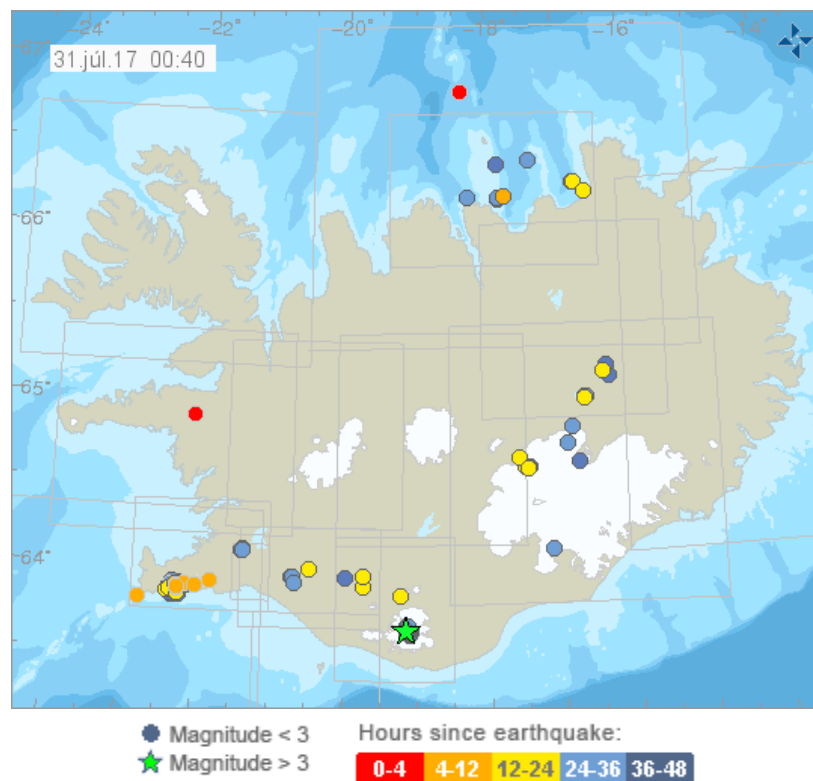 -24° -22° -20° -18° -16° -14°
67°
31.júl.17 00:40
66°
65°
64°
Magnitude < 3
Magnitude > 3
Hours since earthquake:
0-4 4-12 12-24 24-36 36-48